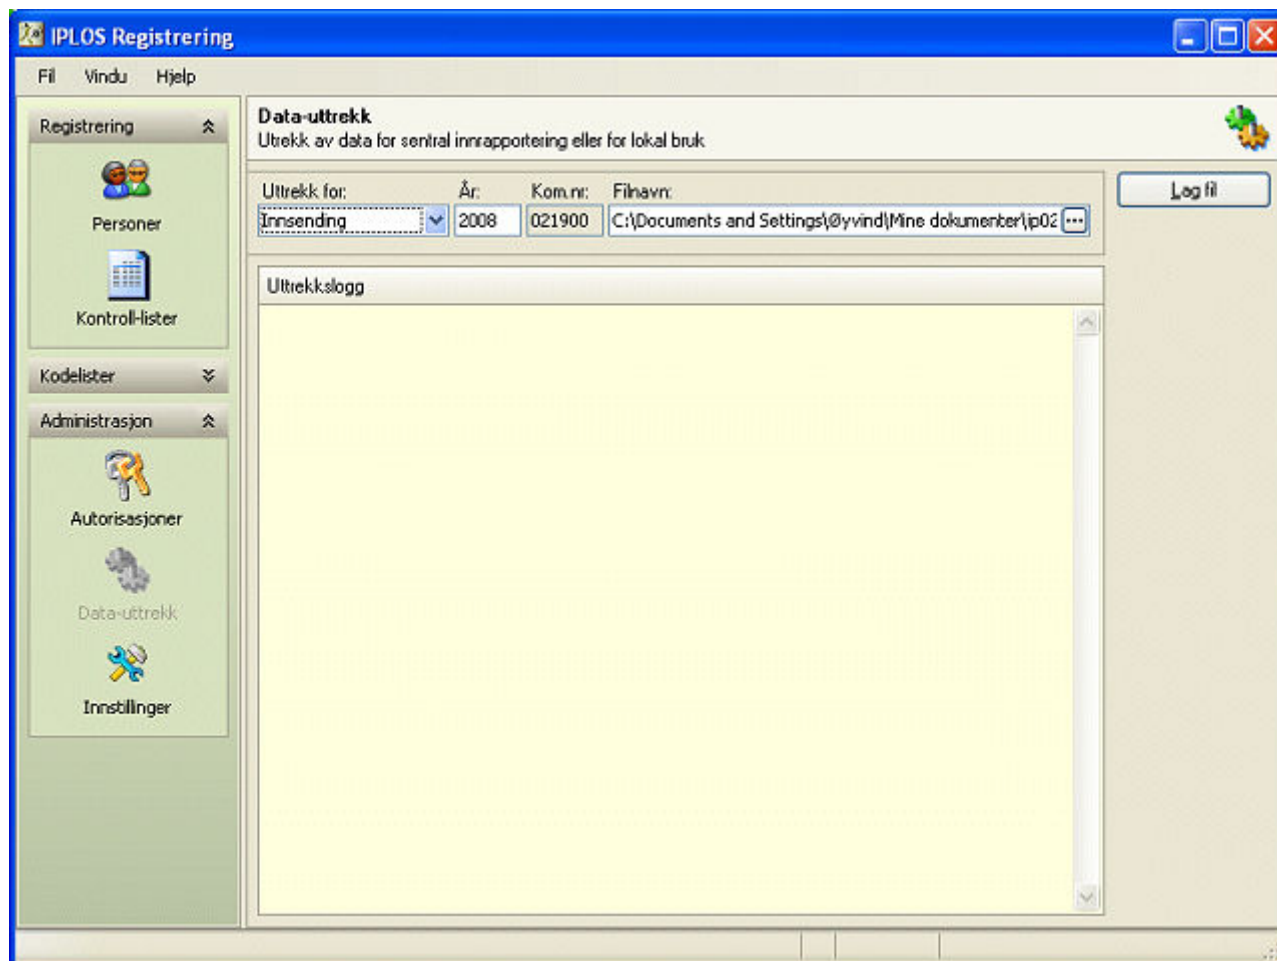 IPLOS Registrering
Fil Vindu Hjelp
Registrering
Personer
Kontroll-lister
Kodelister
Administrasjon
Autorisasjoner
Data-uttrekk
Innstillinger
Data-uttrekk
Utrekk av data for sentral innrapportering eller for lokal bruk
Uttrekk for: År: Kom.nr: Filnavn:
Innsending 2008 021900 C:\Documents and Settings\Øyvind\Mine dokumenter\ip02 ...
Lag fil
Uttrekkslogg